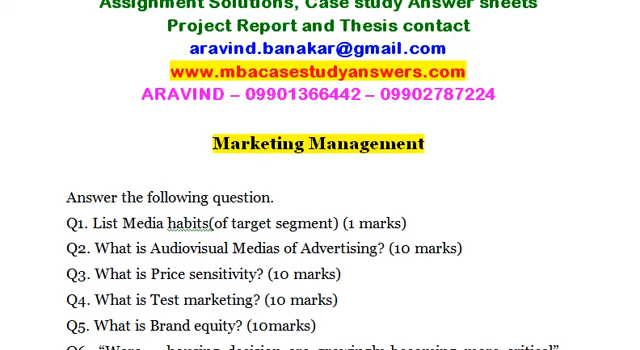 Assignment Solutions, Case study Answer sheets
Project Report and Thesis contact
aravind.banakar@gmail.com
www.mbacasestudyanswers.com
ARAVIND – 09901366442 – 09902787224
Marketing Management
Answer the following question.
Q1. List Media habits(of target segment) (1 marks)
Q2. What is Audiovisual Medias of Advertising? (10 marks)
Q3. What is Price sensitivity? (10 marks)
Q4. What is Test marketing? (10 marks)
Q5. What is Brand equity? (10marks)